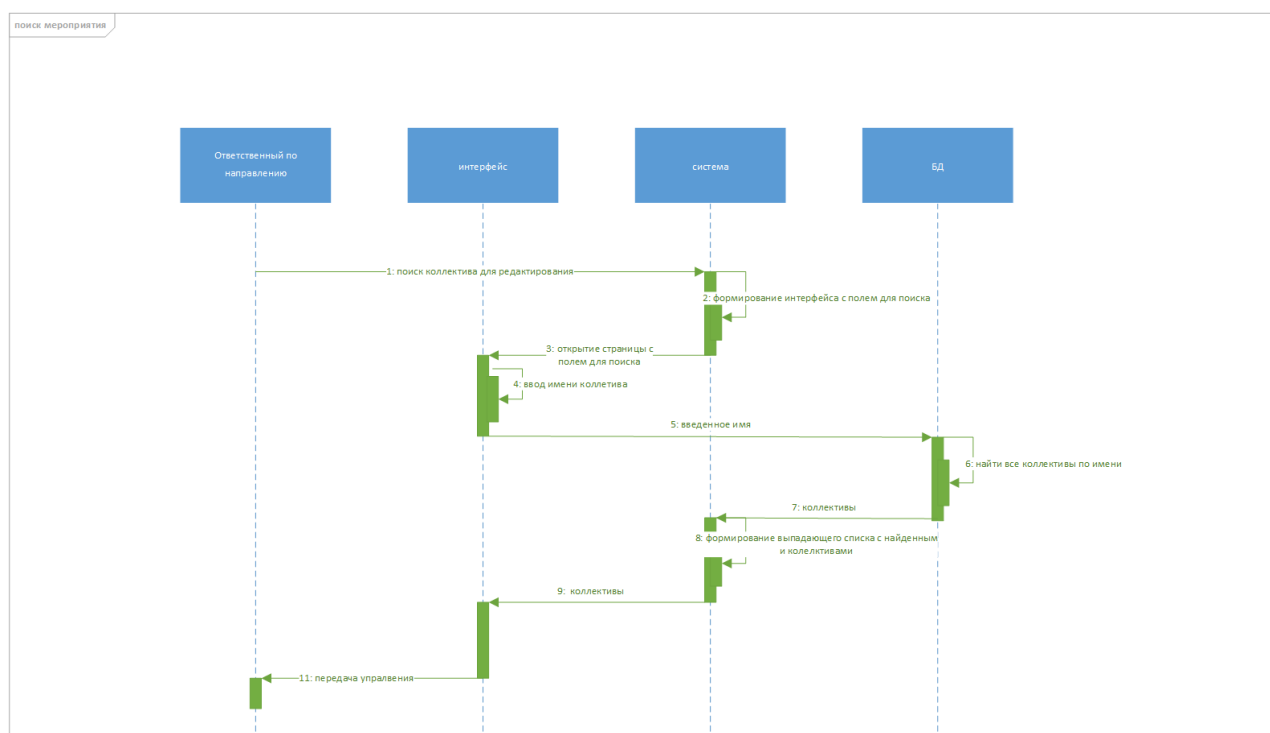 поиск мероприятия
Ответственный по
направлению
интерфейс
система
БД
1: поиск коллектива для редактирования
2: формирование интерфейса с полем для поиска
3: открытие страницы с
полем для поиска
4: ввод имени коллетива
5: введенное имя
6: найти все коллективы по имени
7: коллективы
8: формирование выпадающего списка с найденным
и колелктивами
9: коллективы
11: передача упралвения